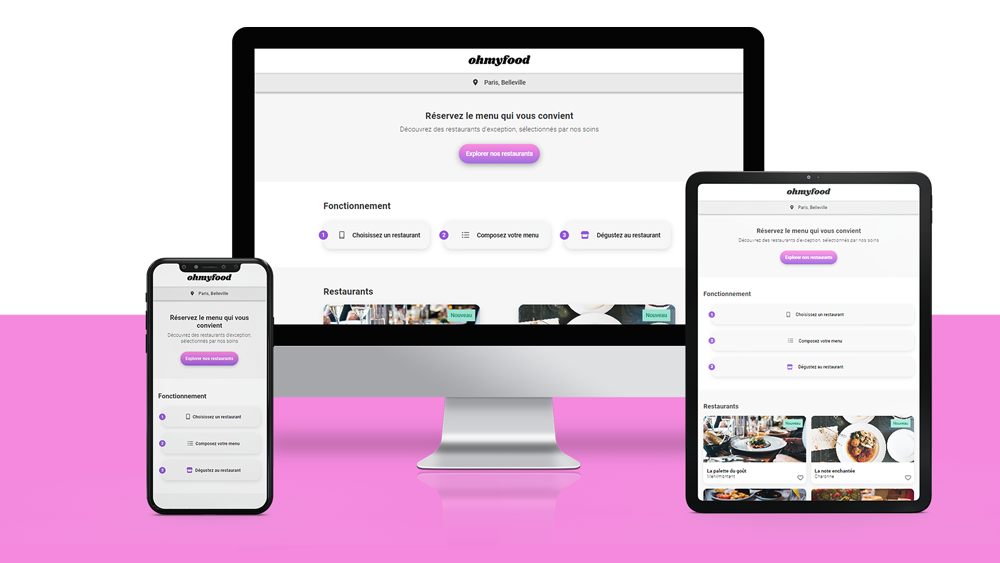 ohmyfood
Paris, Belleville
Réservez le menu qui vous convient
Découvrez des restaurants d'exception, sélectionnés par nos soins
Explorer nos restaurants
Fonctionnement
1 Choisissez un restaurant
2 Composez votre menu
3 Dégustez au restaurant
Restaurants
Nouveau
Nouveau
ohmyfood
Paris, Belleville
Réservez le menu qui vous
convient
Découvrez des restaurants d'exception,
sélectionnés par nos soins
Explorer nos restaurants
Fonctionnement
1 Choisissez un restaurant
2 Composez votre menu
3 Dégustez au restaurant
ohmyfood
Paris, Belleville
Réservez le menu qui vous convient
Découvrez des restaurants d'exception, sélectionnés par nos soins
Explorer nos restaurants
Fonctionnement
1 Choisissez un restaurant
2 Composez votre menu
3 Dégustez au restaurant
Restaurants
Nouveau
Nouveau
La palette du goût
Ménilmontant
La note enchantée
Charonne